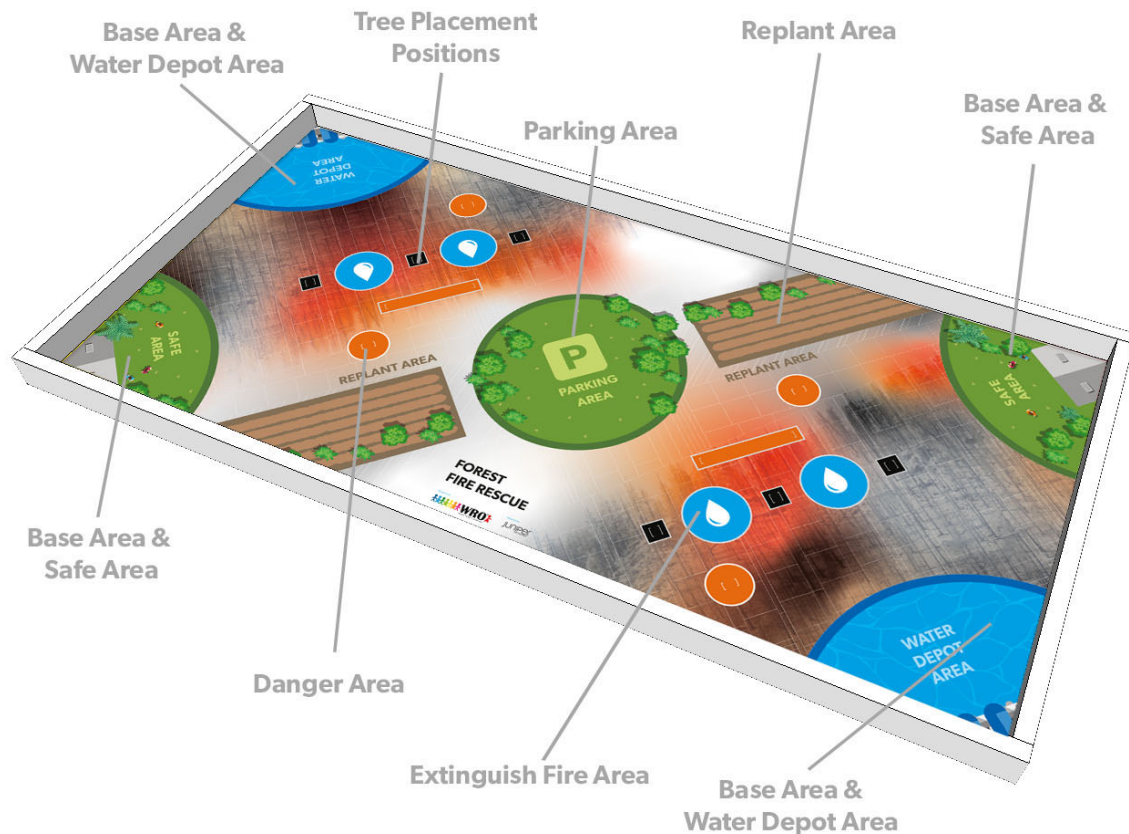 Base Area &
Water Depot Area
Tree Placement
Positions
Replant Area
Parking Area
Base Area &
Safe Area
WATER
DEPOT
AREA
SAFE
AREA
REPLANT AREA
P
PARKING
AREA
REPLANT AREA
SAFE
AREA
FOREST
FIRE RESCUE
WRO
JUNIPER
Base Area &
Safe Area
WATER
DEPOT
AREA
Danger Area
Extinguish Fire Area
Base Area &
Water Depot Area